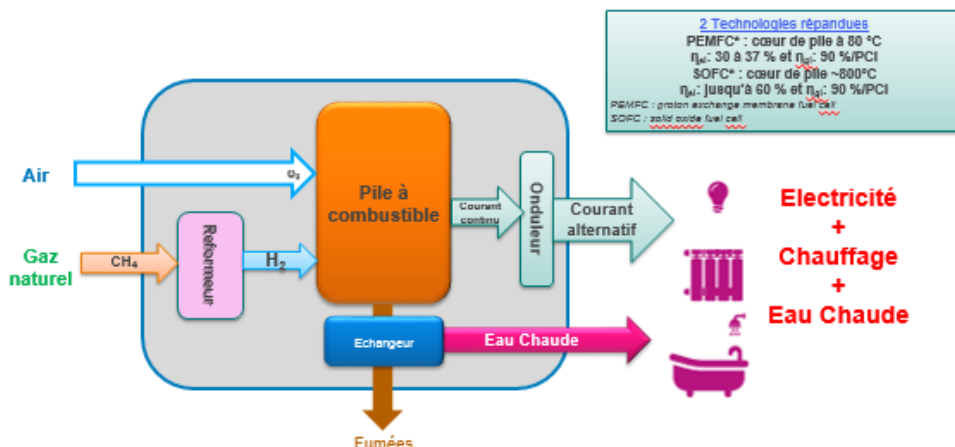 2 Technologies répandues
PEMFC* : cœur de pile à 80 °C
ηél: 30 à 37 % et ηgl: 90 %/PCI
SOFC* : cœur de pile ~800°C
ηél: jusqu'à 60 % et ηgl: 90 %/PCI
PEMFC : proton exchange membrane fuel cell
SOFC : solid oxide fuel cell
Air
O₂
Pile à
combustible
Courant
continu
Onduleur
Courant
alternatif
Electricité
+
Chauffage
+
Eau Chaude
Gaz
naturel
CH₄
Réformeur
H₂
Echangeur
Eau Chaude
Fumées